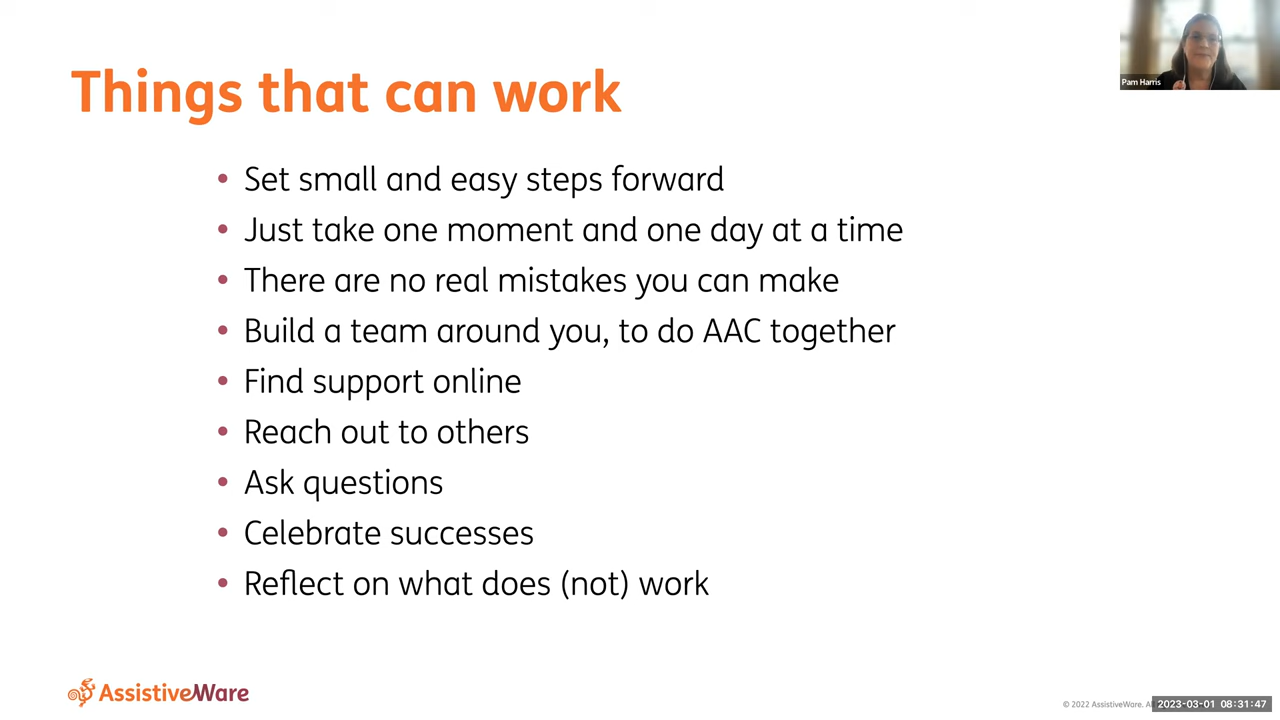 Things that can work
Pam Harris
• Set small and easy steps forward
• Just take one moment and one day at a time
• There are no real mistakes you can make
• Build a team around you, to do AAC together
• Find support online
• Reach out to others
• Ask questions
• Celebrate successes
• Reflect on what does (not) work
AssistiveWare
© 2022 AssistiveWare. 2023-03-01 08:31:47